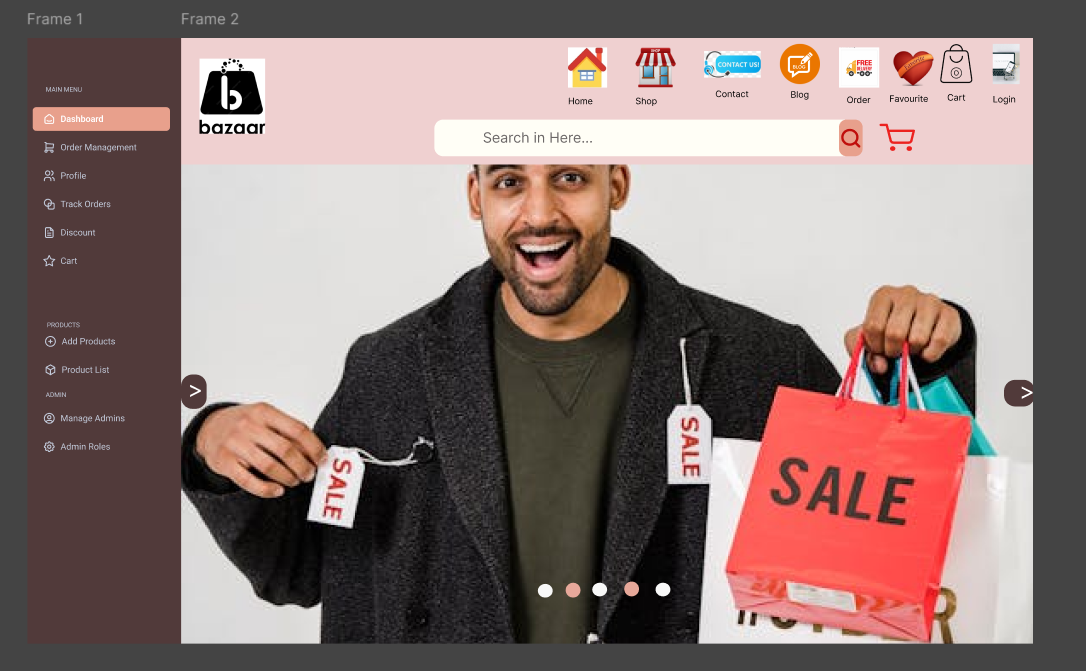 Frame 1
Frame 2
MAIN MENU
Dashboard
Order Management
Profile
Track Orders
Discount
Cart
PRODUCTS
Add Products
Product List
ADMIN
Manage Admins
Admin Roles
b
bazaar
Home
SHOP
Shop
CONTACT US!
Contact
BLOG
Blog
FREE
DELIVERY
Order
Favourite
Favourite
Cart
Login
Search in Here...
>
>
SALE
SALE
SALE